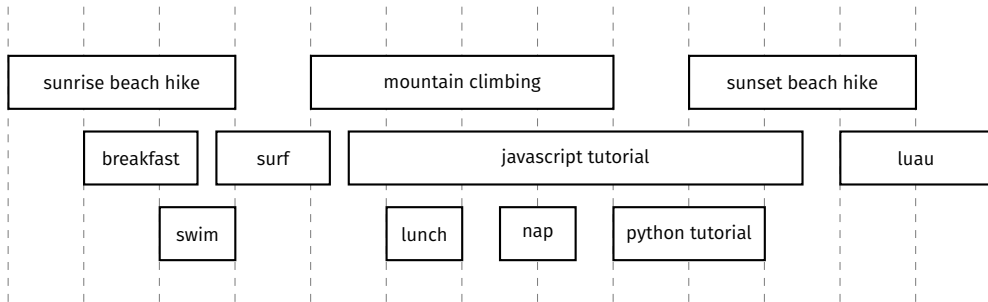 sunrise beach hike
mountain climbing
sunset beach hike
breakfast
surf
javascript tutorial
luau
swim
lunch
nap
python tutorial